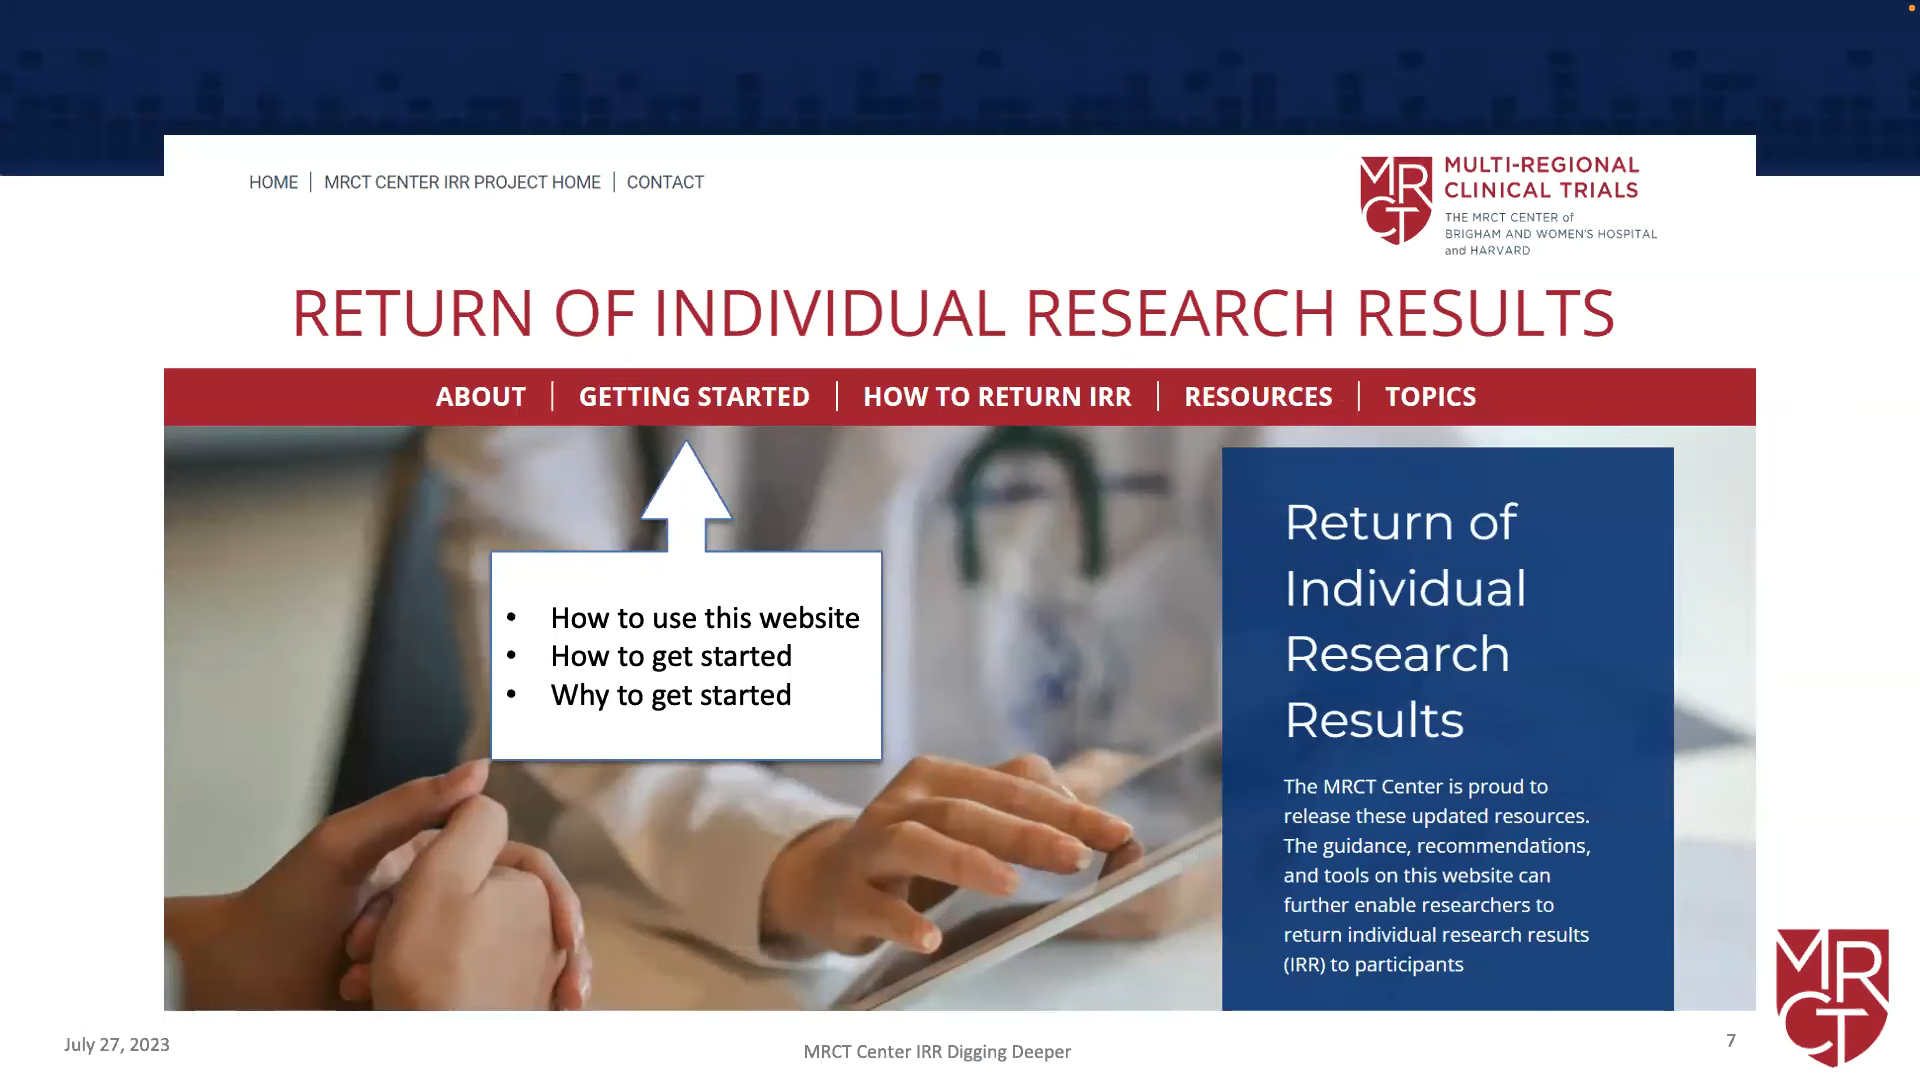 HOME | MRCT CENTER IRR PROJECT HOME | CONTACT
MRCT
MULTI-REGIONAL
CLINICAL TRIALS
THE MRCT CENTER of
BRIGHAM AND WOMEN'S HOSPITAL
and HARVARD
RETURN OF INDIVIDUAL RESEARCH RESULTS
ABOUT | GETTING STARTED | HOW TO RETURN IRR | RESOURCES | TOPICS
• How to use this website
• How to get started
• Why to get started
Return of
Individual
Research
Results
The MRCT Center is proud to
release these updated resources.
The guidance, recommendations,
and tools on this website can
further enable researchers to
return individual research results
(IRR) to participants
July 27, 2023
MRCT Center IRR Digging Deeper
7
MRCT